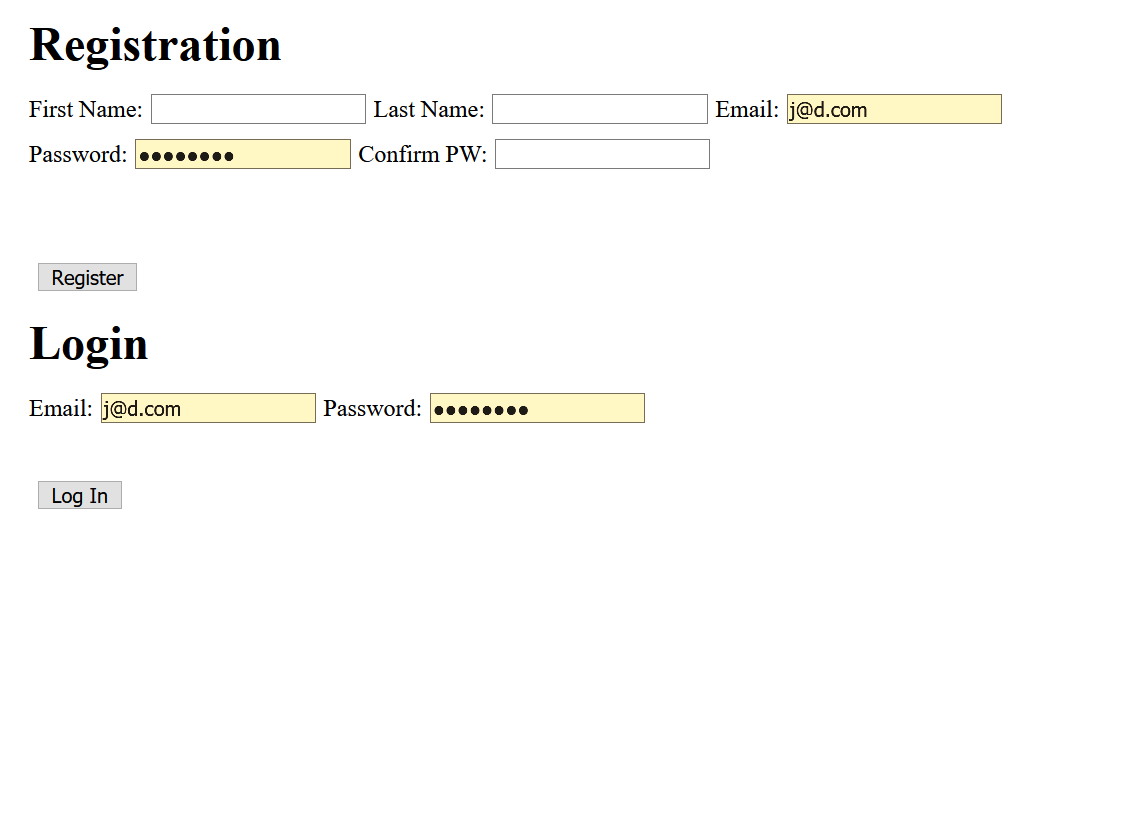 Registration
First Name: Last Name: Email: j@d.com
Password: ●●●●●●●● Confirm PW:
Register
Login
Email: j@d.com Password: ●●●●●●●●
Log In